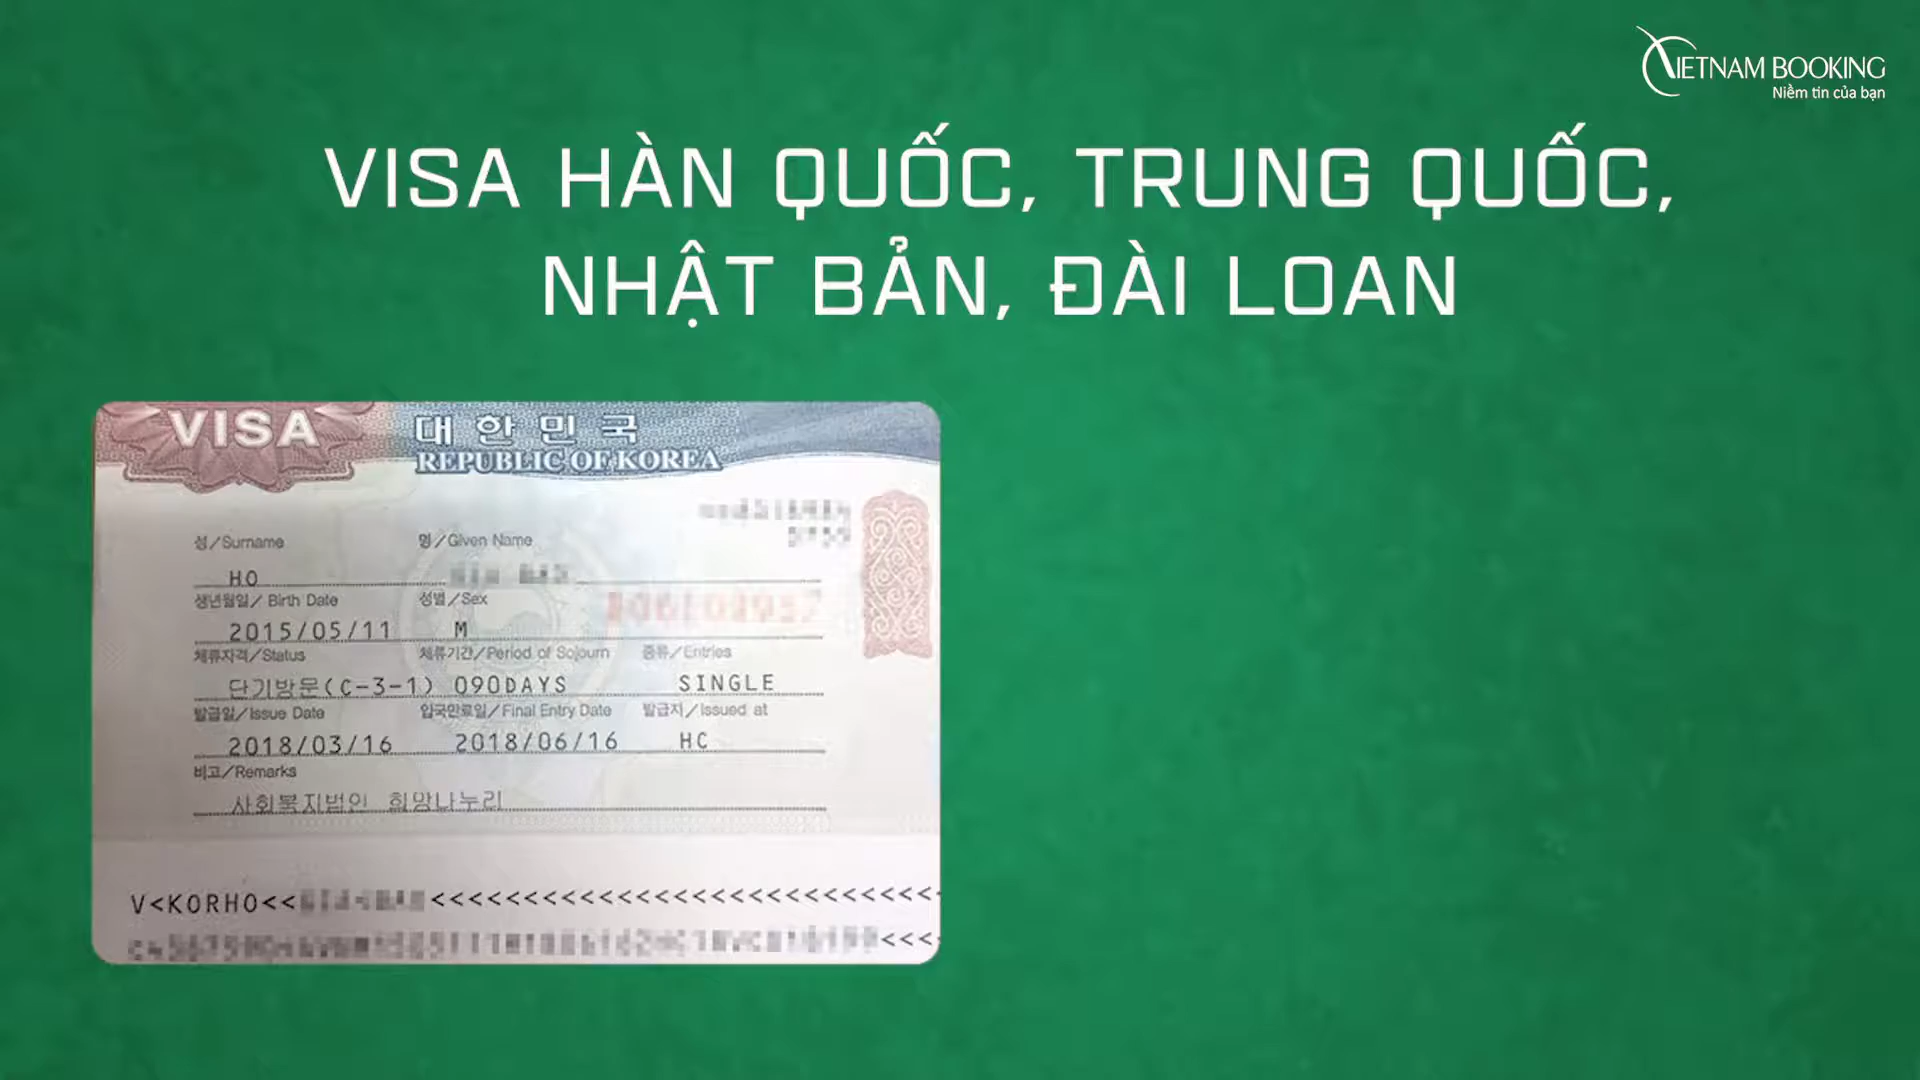 VIETNAM BOOKING
Niềm tin của bạn
VISA HÀN QUỐC, TRUNG QUỐC,
NHẬT BẢN, ĐÀI LOAN
VISA 대한민국
REPUBLIC OF KOREA
성/Surname 명/Given Name
HO
생년월일/Birth Date 성별/Sex
2015/05/11 M
체류자격/Status 체류기간/Period of Sojourn 종류/Entries
단기방문(C-3-1) 090DAYS SINGLE
발급일/Issue Date 입국만료일/Final Entry Date 발급지/Issued at
2018/03/16 2018/06/16 HC
비고/Remarks
사회복지법인 희망나누리
V<KORHO<<